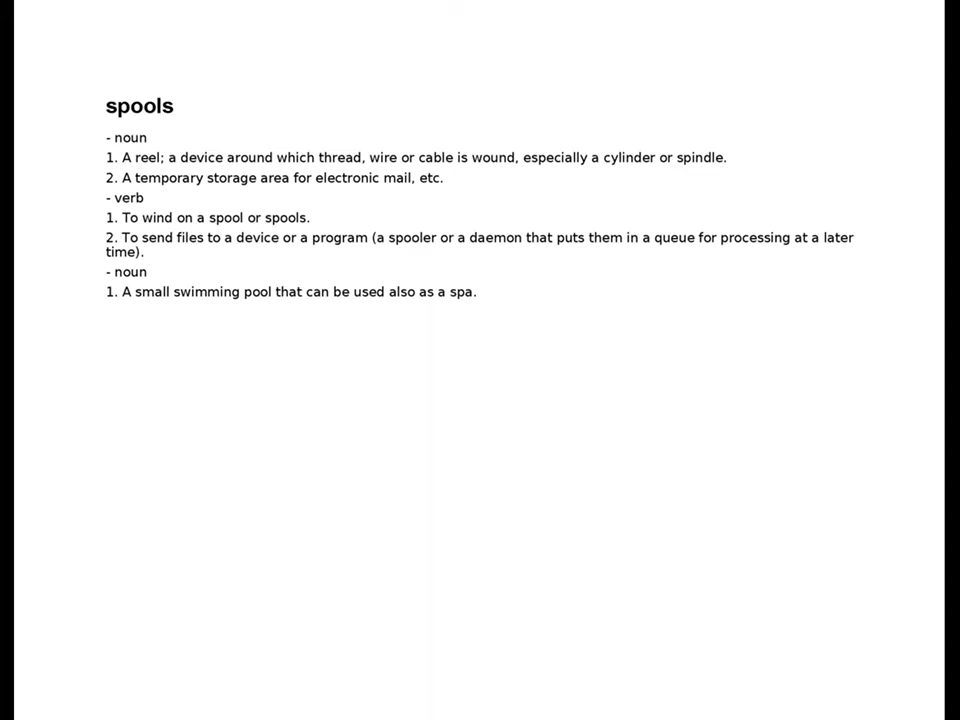 spools
- noun
1. A reel; a device around which thread, wire or cable is wound, especially a cylinder or spindle.
2. A temporary storage area for electronic mail, etc.
- verb
1. To wind on a spool or spools.
2. To send files to a device or a program (a spooler or a daemon that puts them in a queue for processing at a later
time).
- noun
1. A small swimming pool that can be used also as a spa.